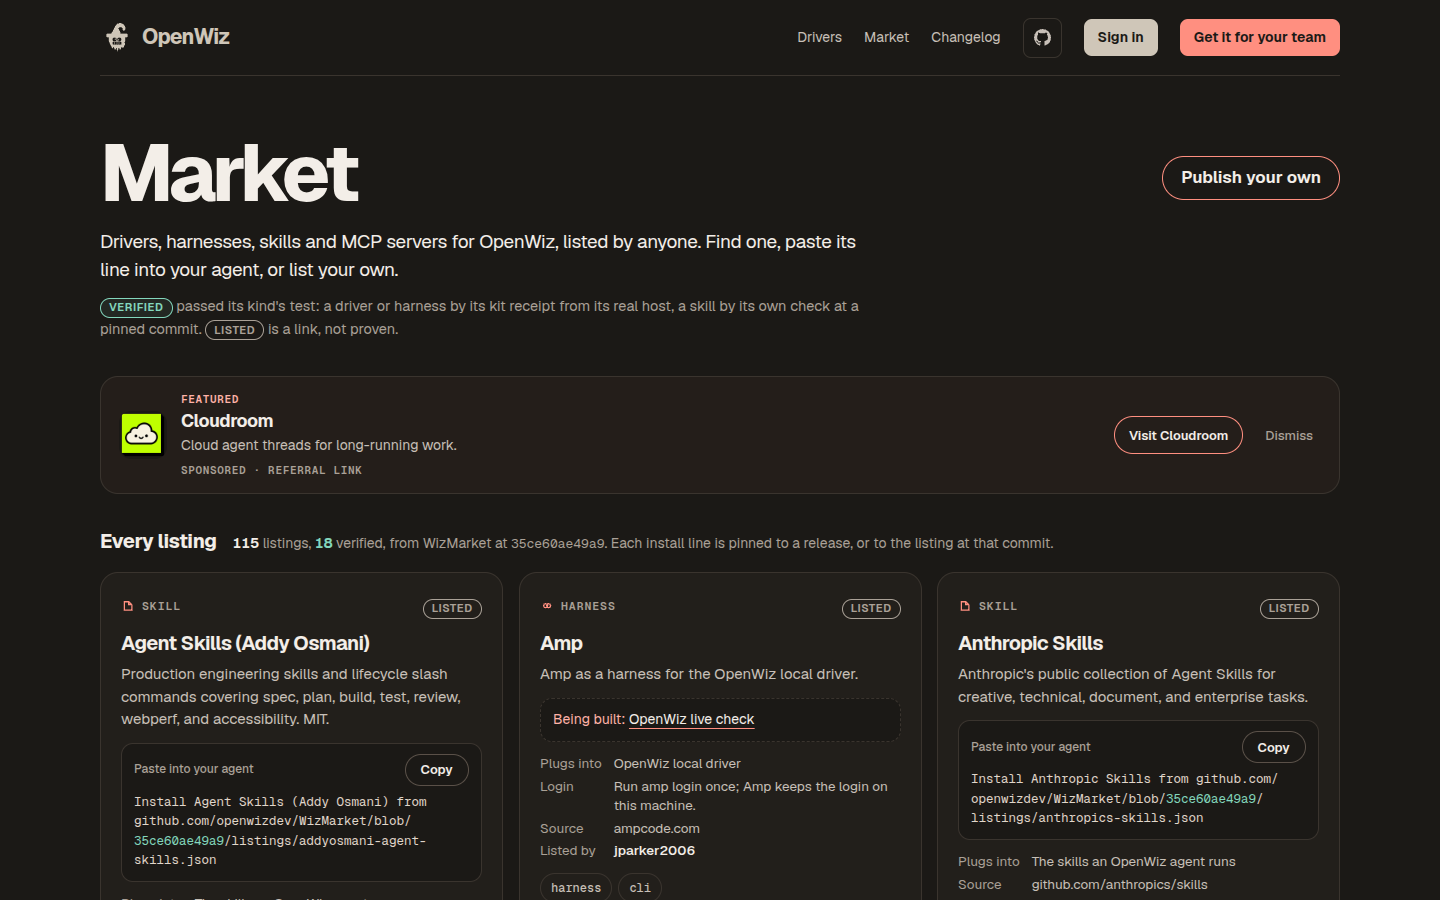 OpenWiz
Drivers
Market
Changelog
Sign in
Get it for your team
Market
Publish your own
Drivers, harnesses, skills and MCP servers for OpenWiz, listed by anyone. Find one, paste its
line into your agent, or list your own.
VERIFIED passed its kind's test: a driver or harness by its kit receipt from its real host, a skill by its own check at a
pinned commit. LISTED is a link, not proven.
FEATURED
Cloudroom
Cloud agent threads for long-running work.
SPONSORED · REFERRAL LINK
Visit Cloudroom
Dismiss
Every listing
115 listings, 18 verified, from WizMarket at 35ce60ae49a9. Each install line is pinned to a release, or to the listing at that commit.
SKILL
LISTED
Agent Skills (Addy Osmani)
Production engineering skills and lifecycle slash
commands covering spec, plan, build, test, review,
webperf, and accessibility. MIT.
Paste into your agent
Copy
Install Agent Skills (Addy Osmani) from
github.com/openwizdev/WizMarket/blob/
35ce60ae49a9/listings/addyosmani-agent-
skills.json
HARNESS
LISTED
Amp
Amp as a harness for the OpenWiz local driver.
Being built: OpenWiz live check
Plugs into OpenWiz local driver
Login Run amp login once; Amp keeps the login on
this machine.
Source ampcode.com
Listed by jparker2006
harness
cli
SKILL
LISTED
Anthropic Skills
Anthropic's public collection of Agent Skills for
creative, technical, document, and enterprise tasks.
Paste into your agent
Copy
Install Anthropic Skills from github.com/
openwizdev/WizMarket/blob/35ce60ae49a9/
listings/anthropics-skills.json
Plugs into The skills an OpenWiz agent runs
Source github.com/anthropics/skills